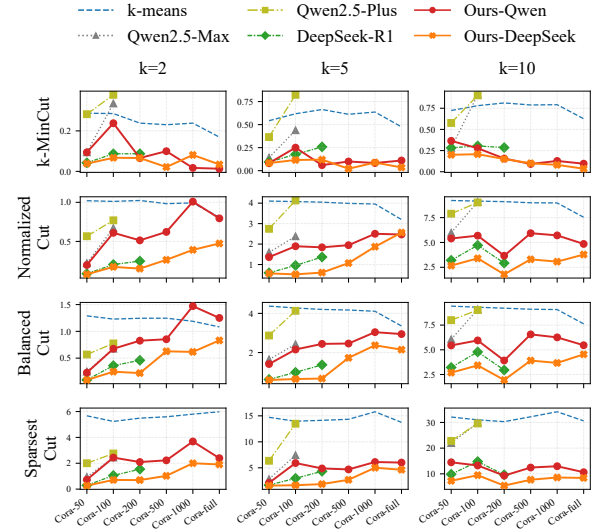 k-means Qwen2.5-Plus Ours-Qwen
Qwen2.5-Max DeepSeek-R1 Ours-DeepSeek
k=2 k=5 k=10
k-MinCut
0.2
0.0
0.75
0.50
0.25
0.00
0.75
0.50
0.25
0.00
Normalized
Cut
1.0
0.5
4
3
2
1
7.5
5.0
2.5
Balanced
Cut
1.5
1.0
0.5
4
2
7.5
5.0
2.5
Sparsest
Cut
6
4
2
0
15
10
5
30
20
10
Cora-50 Cora-100 Cora-200 Cora-500 Cora-1000 Cora-full
Cora-50 Cora-100 Cora-200 Cora-500 Cora-1000 Cora-full
Cora-50 Cora-100 Cora-200 Cora-500 Cora-1000 Cora-full